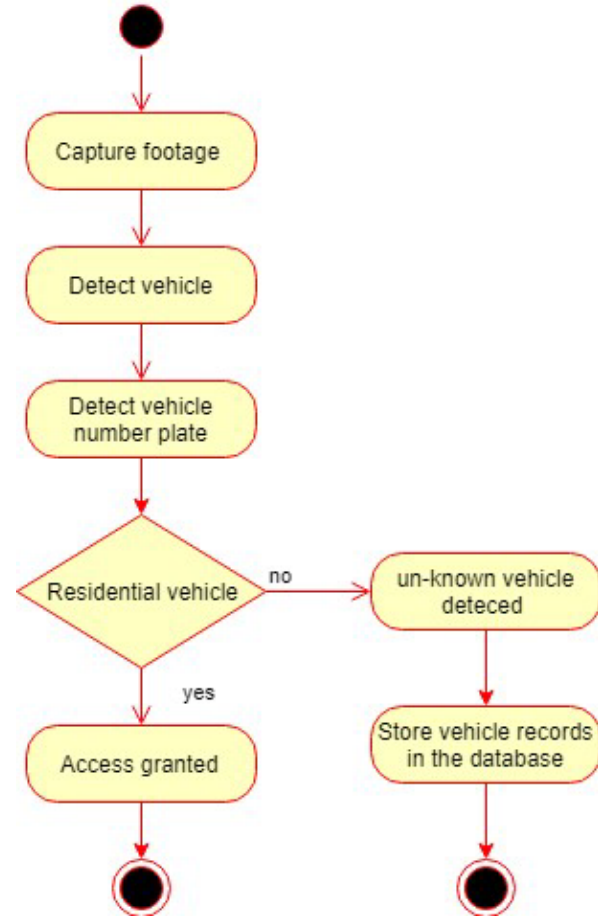 Capture footage
Detect vehicle
Detect vehicle
number plate
Residential vehicle
no
un-known vehicle
deteced
yes
Access granted
Store vehicle records
in the database